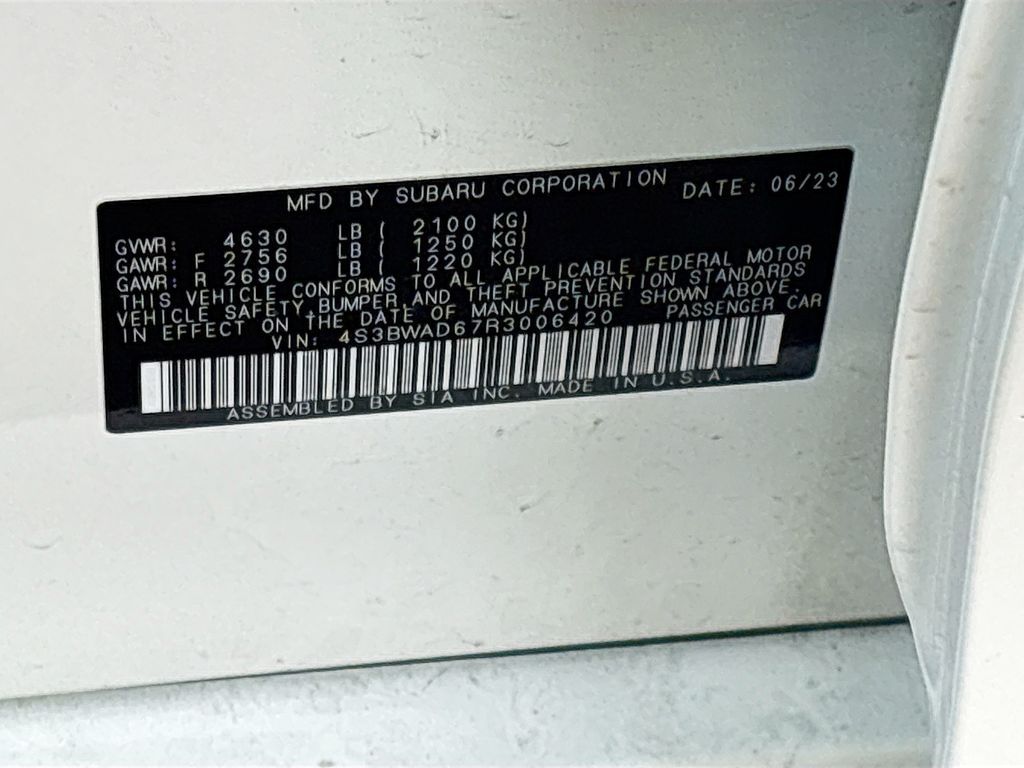 MFD BY SUBARU CORPORATION DATE: 06/23
GVWR: 4630 LB ( 2100 KG)
GAWR: F 2756 LB ( 1250 KG)
GAWR: R 2690 LB ( 1220 KG)
THIS VEHICLE CONFORMS TO ALL APPLICABLE FEDERAL MOTOR
VEHICLE SAFETY,BUMPER,AND THEFT PREVENTION STANDARDS
IN EFFECT ON THE DATE OF MANUFACTURE SHOWN ABOVE.
VIN: 4S3BWAD67R3006420 PASSENGER CAR
ASSEMBLED BY SIA INC. MADE IN U.S.A.